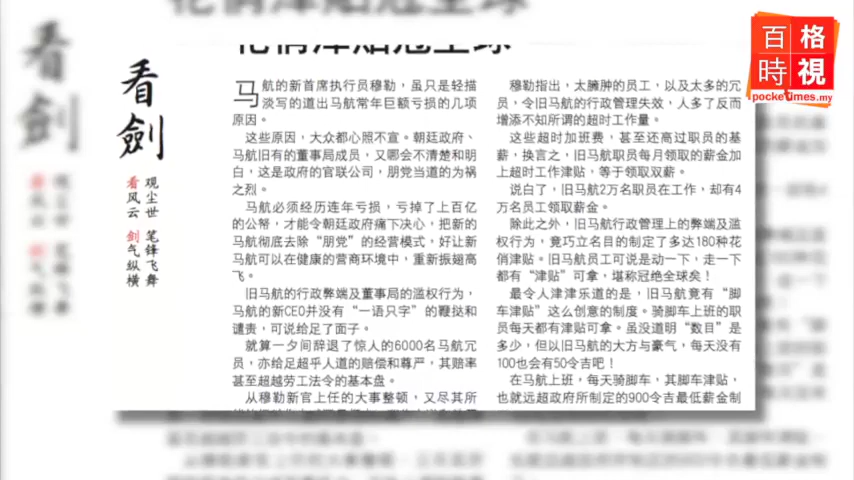 花俏津贴冠全球
百格
時視
pocketimes.my
看
劍
看风云
剑气纵横
观尘世
笔锋飞舞
马航的新首席执行员穆勒，虽只是轻描
淡写的道出马航常年巨额亏损的几项
原因。
这些原因，大众都心照不宣。朝廷政府、
马航旧有的董事局成员，又哪会不清楚和明
白，这是政府的官联公司，朋党当道的为祸
之烈。
马航必须经历连年亏损，亏掉了上百亿
的公帑，才能令朝廷政府痛下决心，把新的
马航彻底去除“朋党”的经营模式，好让新
马航可以在健康的营商环境中，重新振翅高
飞。
旧马航的行政弊端及董事局的滥权行为，
马航的新CEO并没有“一语只字”的鞭挞和
谴责，可说给足了面子。
就算一夕间辞退了惊人的6000名马航冗
员，亦给足超乎人道的赔偿和尊严，其赔率
甚至超越劳工法令的基本盘。
从穆勒新官上任的大事整顿，又尽其所
穆勒指出，太臃肿的员工，以及太多的冗
员，令旧马航的行政管理失效，人多了反而
增添不知所谓的超时工作量。
这些超时加班费，甚至还高过职员的基
薪，换言之，旧马航职员每月领取的薪金加
上超时工作津贴，等于领取双薪。
说白了，旧马航2万名职员在工作，却有4
万名员工领取薪金。
除此之外，旧马航行政管理上的弊端及滥
权行为，竟巧立名目的制定了多达180种花
俏津贴。旧马航员工可说是动一下，走一下
都有“津贴”可拿，堪称冠绝全球矣！
最令人津津乐道的是，旧马航竟有“脚
车津贴”这么创意的制度。骑脚车上班的职
员每天都有津贴可拿。虽没道明“数目”是
多少，但以旧马航的大方与豪气，每天没有
100也会有50令吉吧！
在马航上班，每天骑脚车，其脚车津贴，
也就远超政府所制定的900令吉最低薪金制